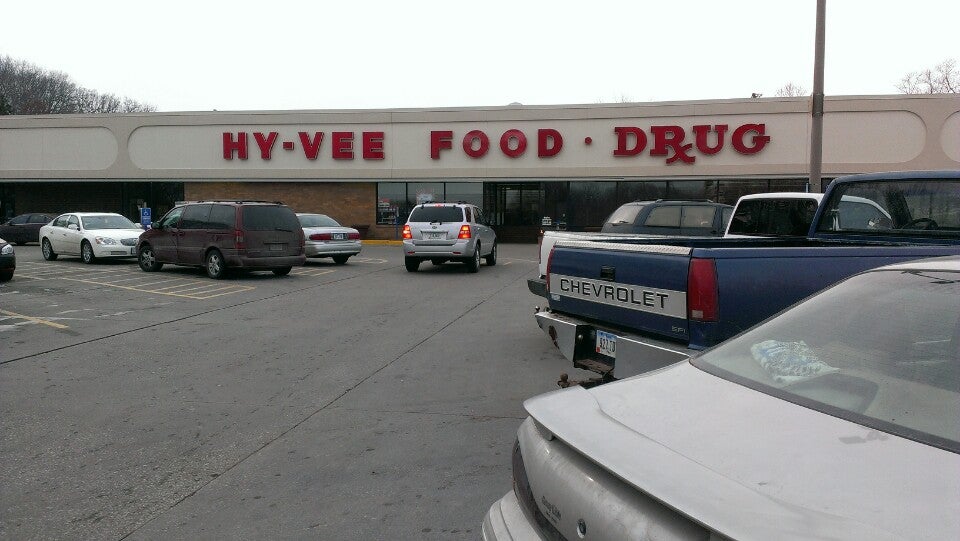 HY-VEE FOOD · DRUG
CHEVROLET